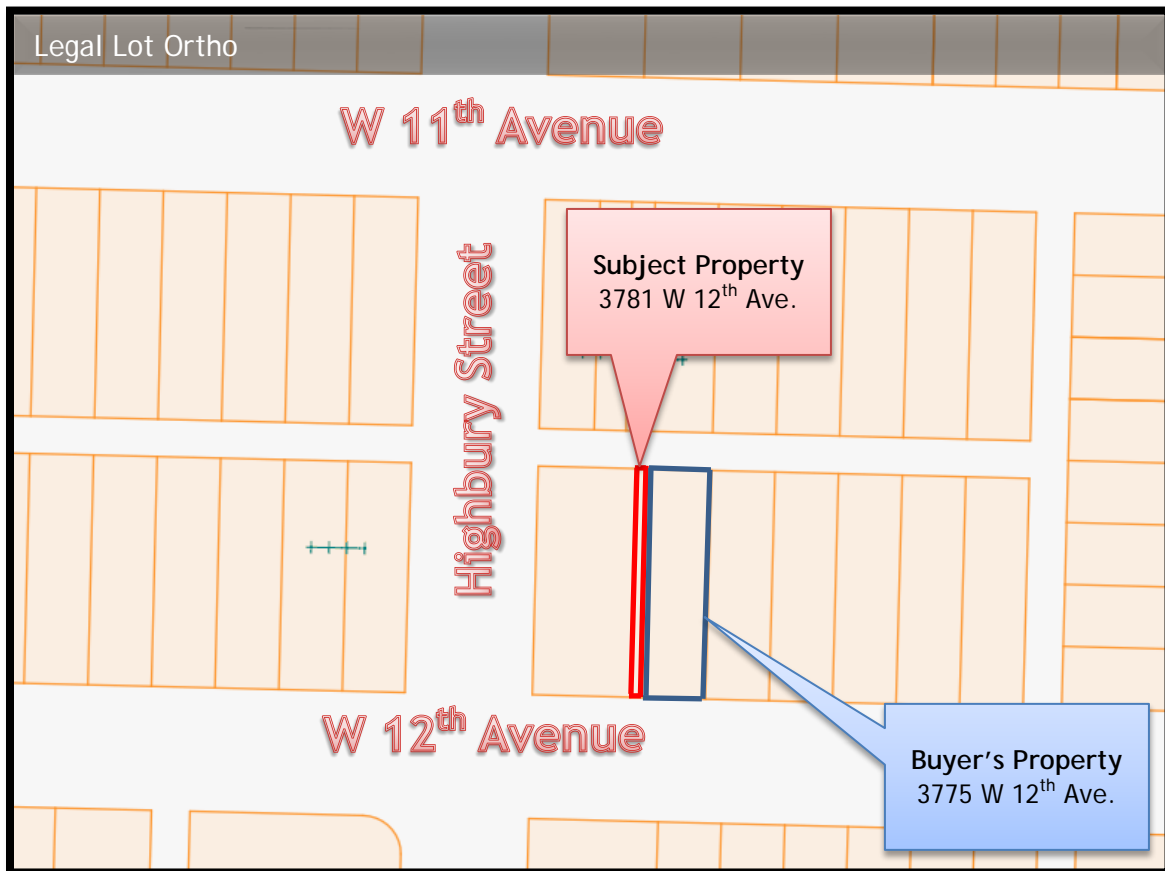 Legal Lot Ortho
W 11th Avenue
Subject Property
3781 W 12th Ave.
Highbury Street
W 12th Avenue
Buyer's Property
3775 W 12th Ave.